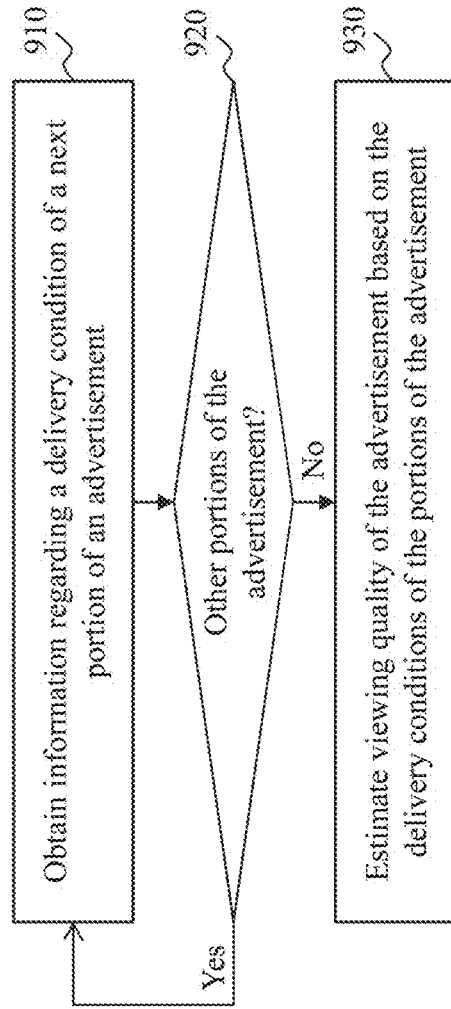 Obtain information regarding a delivery condition of a next
portion of an advertisement
910
Other portions of the
advertisement?
920
Yes
No
Estimate viewing quality of the advertisement based on the
delivery conditions of the portions of the advertisement
930